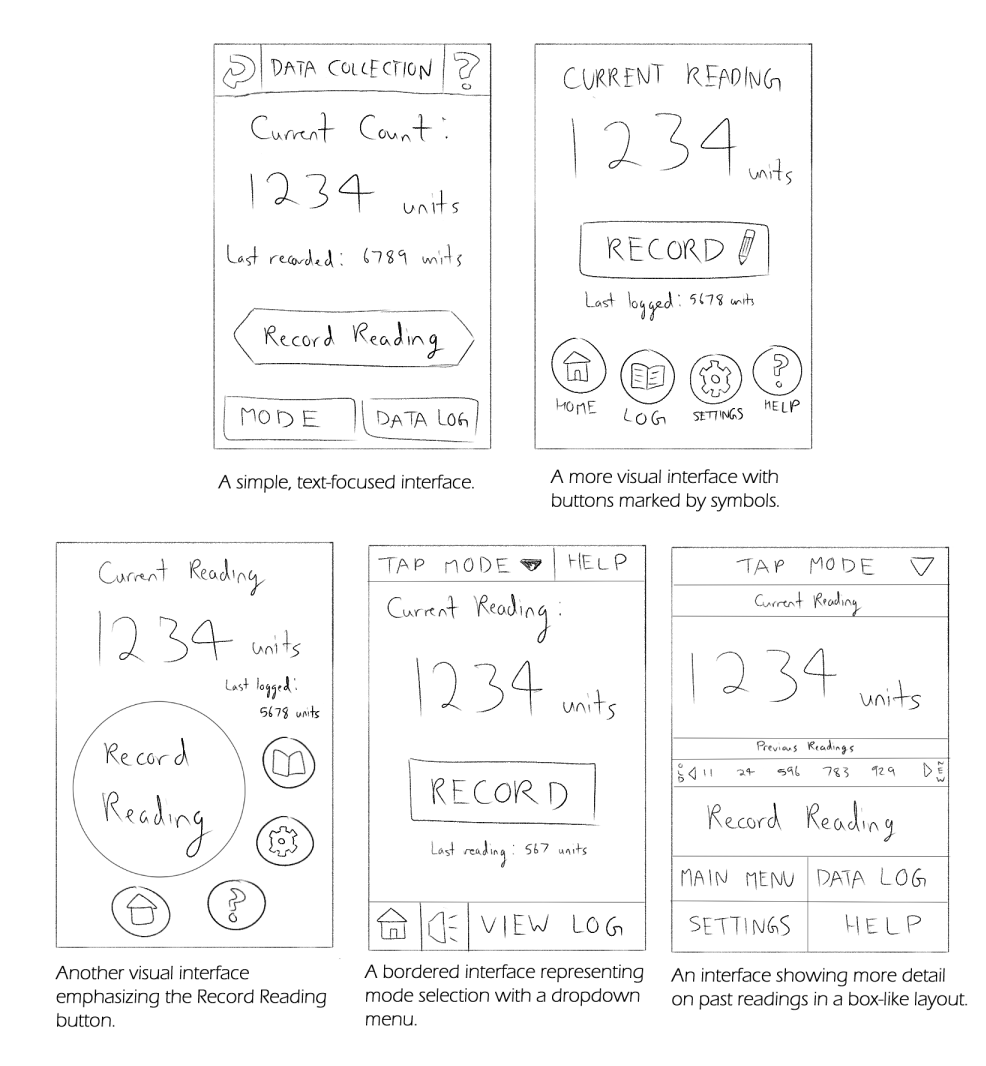 DATA COLLECTION ?
Current Count:
1234 units
Last recorded: 6789 units
Record Reading
MODE DATA LOG
A simple, text-focused interface.
CURRENT READING
1234 units
RECORD
Last logged: 5678 units
?
HOME LOG SETTINGS HELP
A more visual interface with
buttons marked by symbols.
Current Reading
1234 units
Last logged:
5678 units
Record
Reading
?
Another visual interface
emphasizing the Record Reading
button.
TAP MODE HELP
Current Reading:
1234 units
RECORD
Last reading: 567 units
VIEW LOG
A bordered interface representing
mode selection with a dropdown
menu.
TAP MODE
Current Reading
1234 units
Previous Readings
OLD 11 24 596 783 929 NEW
Record Reading
MAIN MENU DATA LOG
SETTINGS HELP
An interface showing more detail
on past readings in a box-like layout.